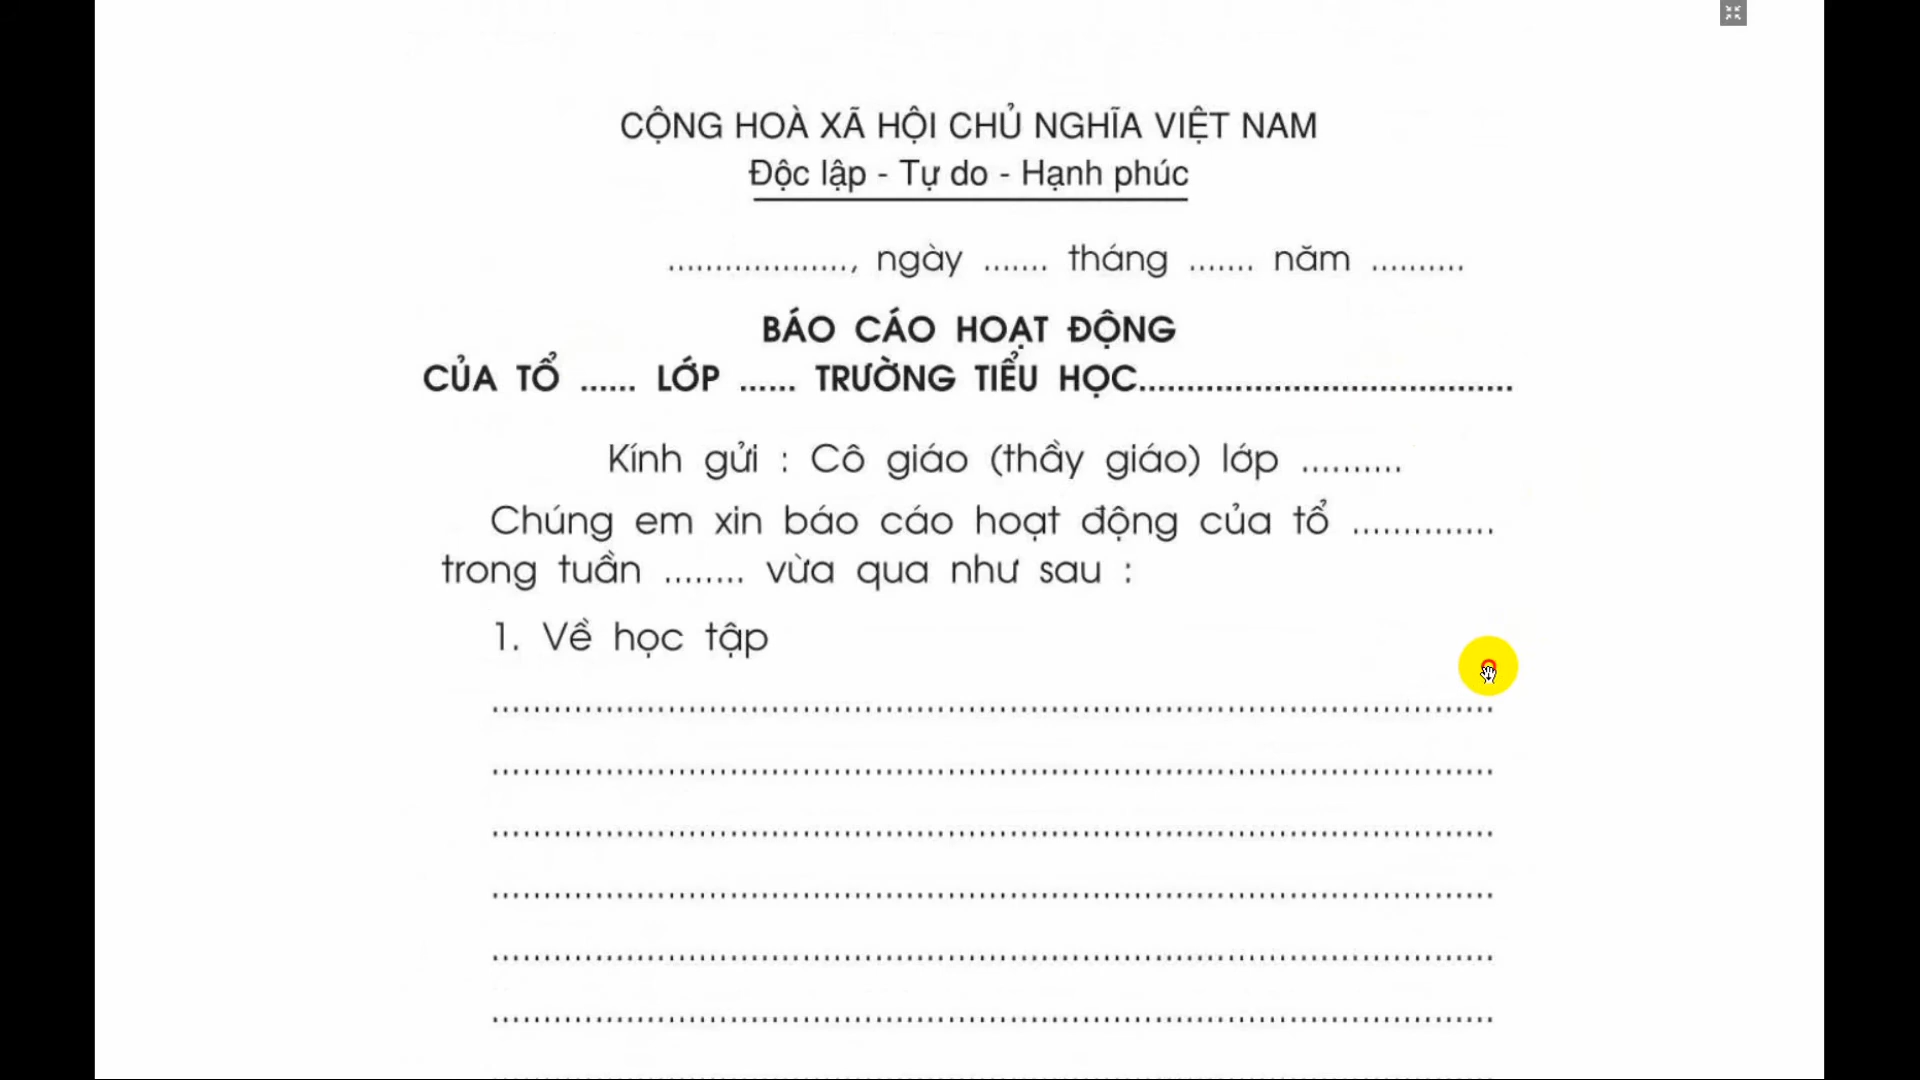 CỘNG HOÀ XÃ HỘI CHỦ NGHĨA VIỆT NAM
Độc lập - Tự do - Hạnh phúc
..................., ngày ....... tháng ....... năm ..........
BÁO CÁO HOẠT ĐỘNG
CỦA TỔ ...... LỚP ...... TRƯỜNG TIỂU HỌC.......................................
Kính gửi : Cô giáo (thầy giáo) lớp ..........
Chúng em xin báo cáo hoạt động của tổ ..............
trong tuần ........ vừa qua như sau :
1. Về học tập